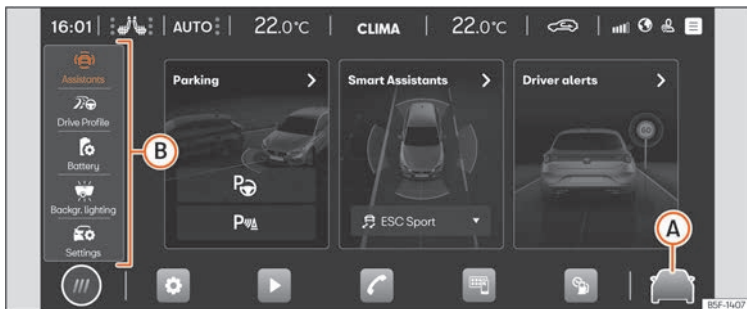 16:01 AUTO 22.0°C CLIMA 22.0°C
Assistants
Drive Profile
Battery
Backgr. lighting
Settings
B
Parking
P
P
Smart Assistants
ESC Sport
Driver alerts
60
A
B5F-1407